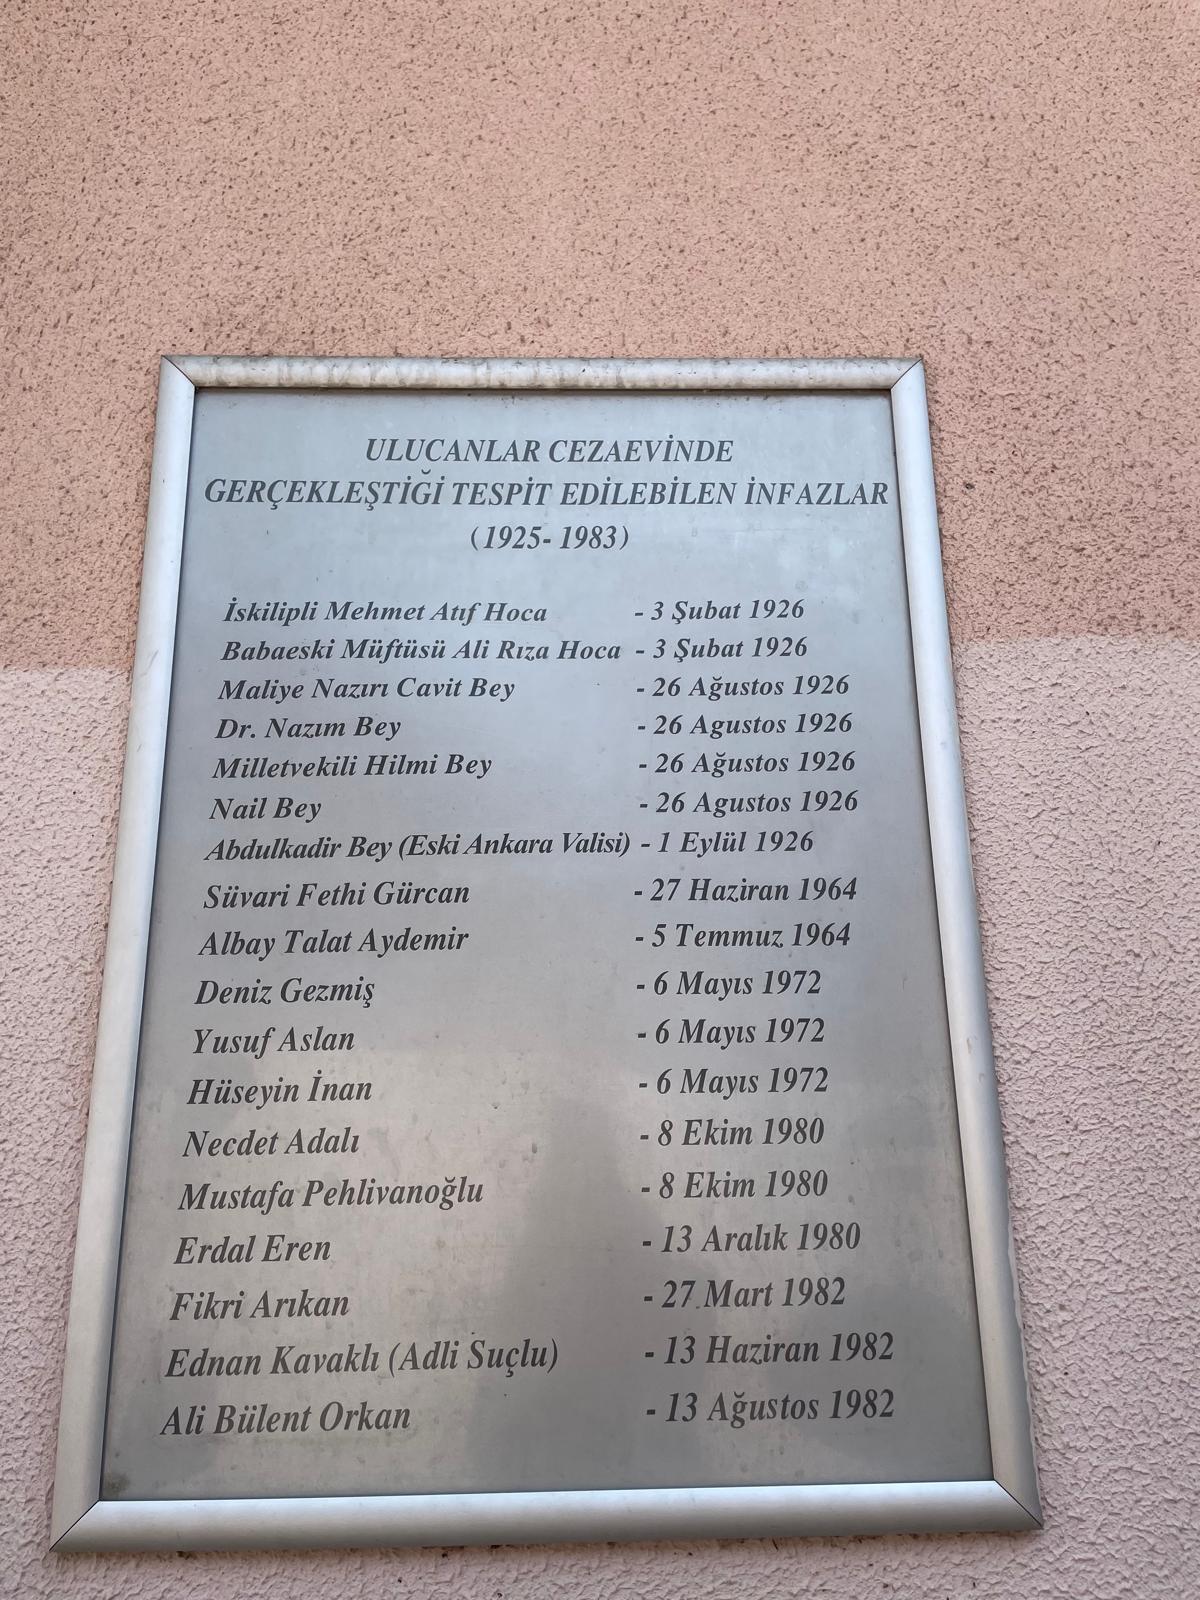 ULUCANLAR CEZAEVİNDE
GERÇEKLEŞTİĞİ TESPİT EDİLEBİLEN İNFAZLAR
(1925- 1983)
İskilipli Mehmet Atıf Hoca - 3 Şubat 1926
Babaeski Müftüsü Ali Rıza Hoca - 3 Şubat 1926
Maliye Nazırı Cavit Bey - 26 Ağustos 1926
Dr. Nazım Bey - 26 Agustos 1926
Milletvekili Hilmi Bey - 26 Ağustos 1926
Nail Bey - 26 Agustos 1926
Abdulkadir Bey (Eski Ankara Valisi) - 1 Eylül 1926
Süvari Fethi Gürcan - 27 Haziran 1964
Albay Talat Aydemir - 5 Temmuz 1964
Deniz Gezmiş - 6 Mayıs 1972
Yusuf Aslan - 6 Mayıs 1972
Hüseyin İnan - 6 Mayıs 1972
Necdet Adalı - 8 Ekim 1980
Mustafa Pehlivanoğlu - 8 Ekim 1980
Erdal Eren - 13 Aralık 1980
Fikri Arıkan - 27 Mart 1982
Ednan Kavaklı (Adli Suçlu) - 13 Haziran 1982
Ali Bülent Orkan - 13 Ağustos 1982